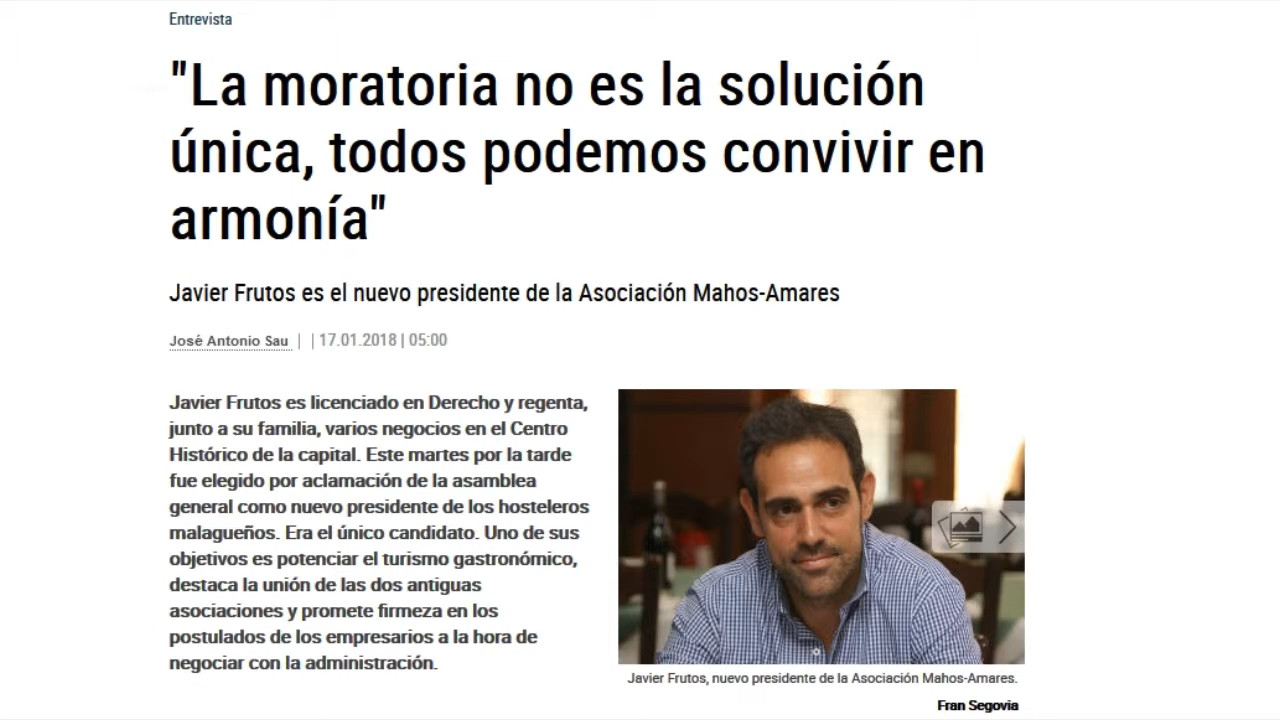 Entrevista
"La moratoria no es la solución
única, todos podemos convivir en
armonía"
Javier Frutos es el nuevo presidente de la Asociación Mahos-Amares
José Antonio Sau | | 17.01.2018 | 05:00
Javier Frutos es licenciado en Derecho y regenta,
junto a su familia, varios negocios en el Centro
Histórico de la capital. Este martes por la tarde
fue elegido por aclamación de la asamblea
general como nuevo presidente de los hosteleros
malagueños. Era el único candidato. Uno de sus
objetivos es potenciar el turismo gastronómico,
destaca la unión de las dos antiguas
asociaciones y promete firmeza en los
postulados de los empresarios a la hora de
negociar con la administración.
Javier Frutos, nuevo presidente de la Asociación Mahos-Amares.
Fran Segovia